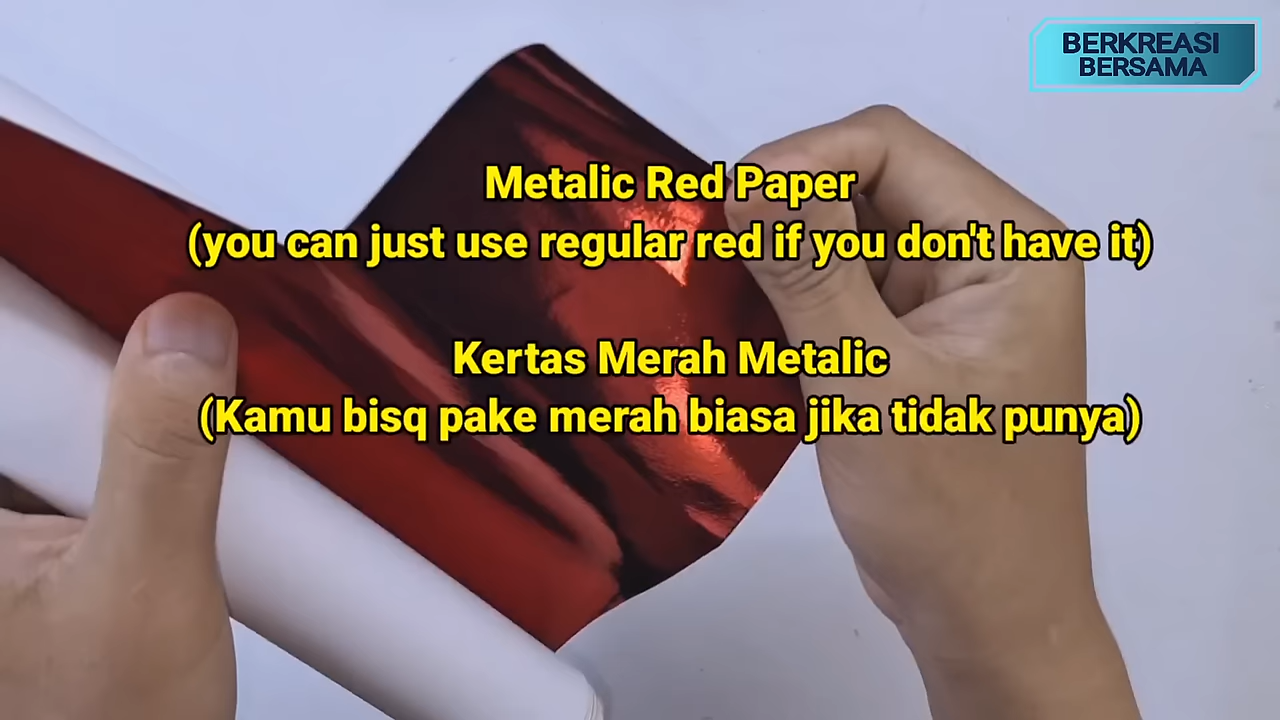 BERKREASI
BERSAMA
Metalic Red Paper
(you can just use regular red if you don't have it)
Kertas Merah Metalic
(Kamu bisq pake merah biasa jika tidak punya)